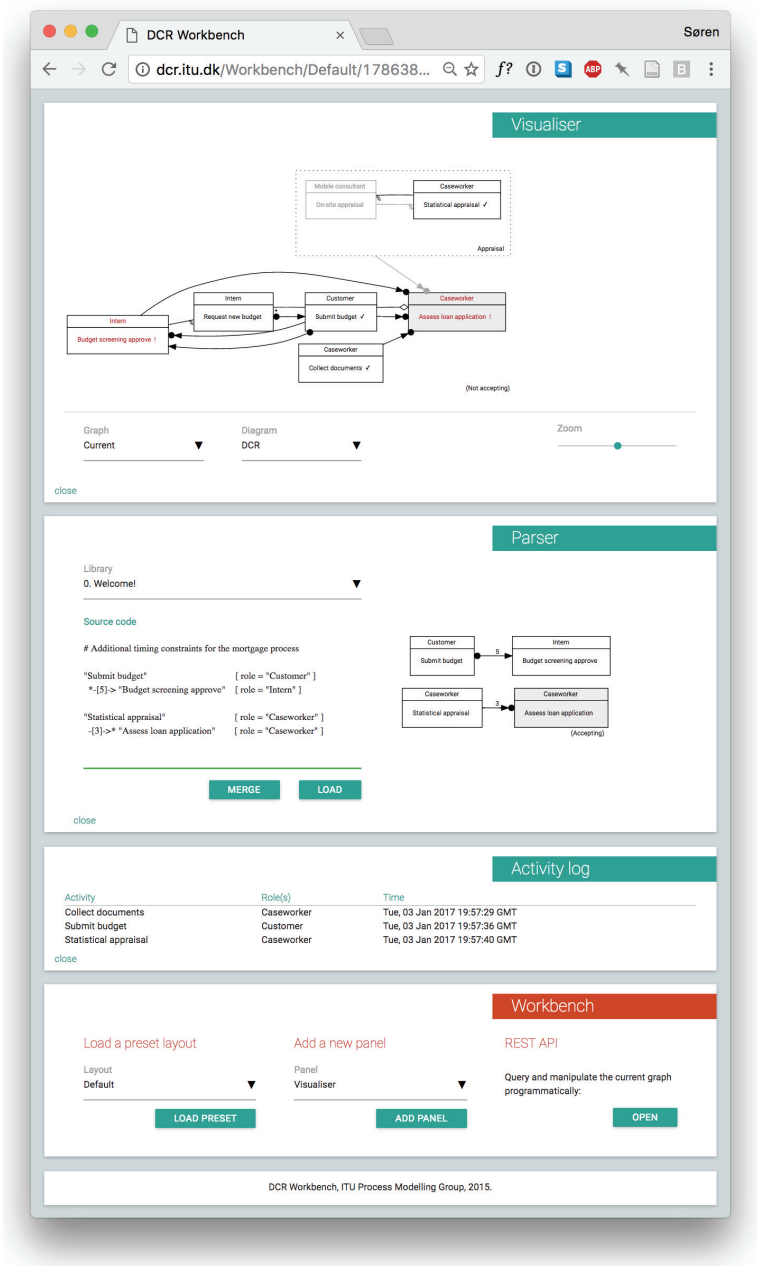 DCR Workbench
Søren
dcr.itu.dk/Workbench/Default/178638...
f?
S
ABP
B
Visualiser
Mobile consultant
On-site appraisal
%
%
Caseworker
Statistical appraisal ✓
Appraisal
Intern
Request new budget
+
Customer
Submit budget ✓
Caseworker
Assess loan application !
Intern
Budget screening approve !
%
Caseworker
Collect documents ✓
(Not accepting)
Graph
Current
Diagram
DCR
Zoom
close
Parser
Library
0. Welcome!
Source code
# Additional timing constraints for the mortgage process
"Submit budget" [ role = "Customer" ]
*-[5]-> "Budget screening approve" [ role = "Intern" ]
"Statistical appraisal" [ role = "Caseworker" ]
-[3]->* "Assess loan application" [ role = "Caseworker" ]
MERGE
LOAD
Customer
Submit budget
5
Intern
Budget screening approve
Caseworker
Statistical appraisal
3
Caseworker
Assess loan application
(Accepting)
close
Activity log
Activity Role(s) Time
Collect documents Caseworker Tue, 03 Jan 2017 19:57:29 GMT
Submit budget Customer Tue, 03 Jan 2017 19:57:36 GMT
Statistical appraisal Caseworker Tue, 03 Jan 2017 19:57:40 GMT
close
Workbench
Load a preset layout
Layout
Default
LOAD PRESET
Add a new panel
Panel
Visualiser
ADD PANEL
REST API
Query and manipulate the current graph
programmatically:
OPEN
DCR Workbench, ITU Process Modelling Group, 2015.